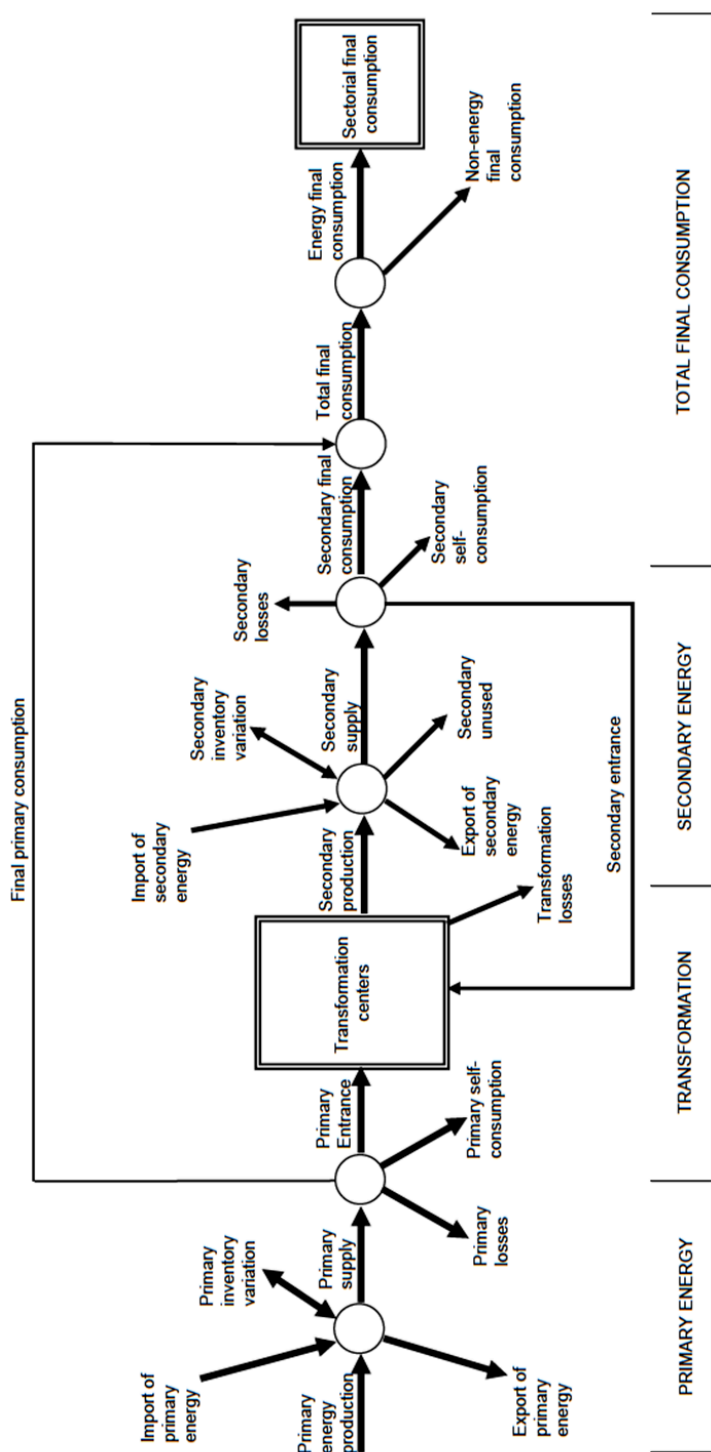 Final primary consumption
Import of
primary
energy
Primary
inventory
variation
Primary
energy
production
Primary
supply
Export of
primary
energy
Primary
losses
Primary self-
consumption
Primary
Entrance
Transformation
centers
Transformation
losses
Import of
secondary
energy
Secondary
inventory
variation
Secondary
production
Secondary
supply
Export of
secondary
energy
Secondary
unused
Secondary
losses
Secondary
self-
consumption
Secondary entrance
Secondary final
consumption
Total final
consumption
Energy final
consumption
Non-energy
final
consumption
Sectorial final
consumption
PRIMARY ENERGY
TRANSFORMATION
SECONDARY ENERGY
TOTAL FINAL CONSUMPTION